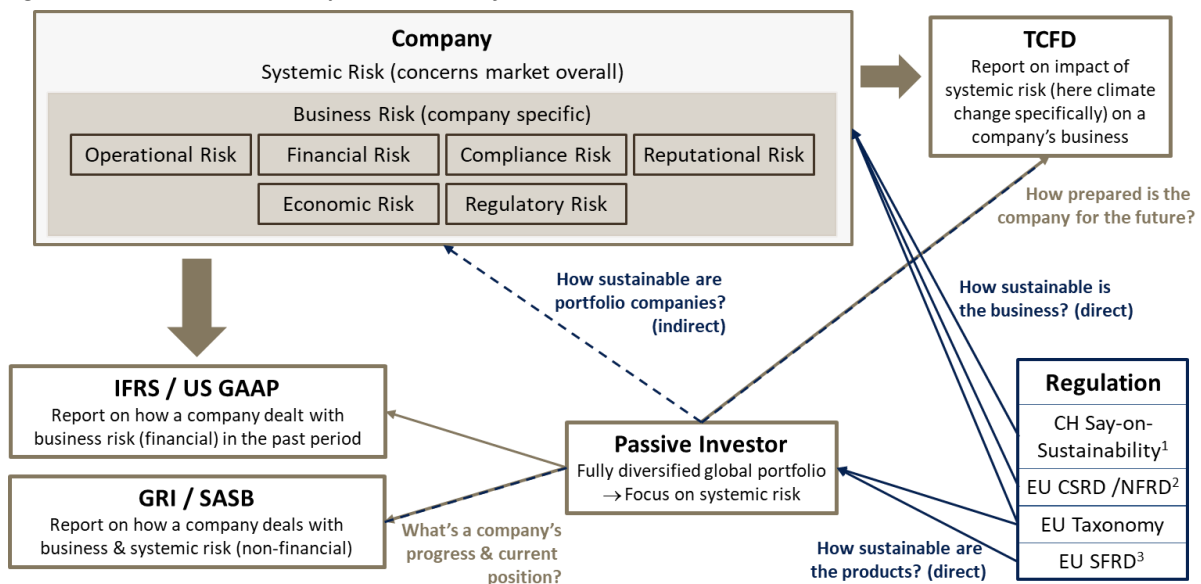 Company
Systemic Risk (concerns market overall)
Business Risk (company specific)
Operational Risk
Financial Risk
Compliance Risk
Reputational Risk
Economic Risk
Regulatory Risk
TCFD
Report on impact of
systemic risk (here climate
change specifically) on a
company's business
How prepared is the
company for the future?
How sustainable are
portfolio companies?
(indirect)
How sustainable is
the business? (direct)
IFRS / US GAAP
Report on how a company dealt with
business risk (financial) in the past period
GRI / SASB
Report on how a company deals with
business & systemic risk (non-financial)
What's a company's
progress & current
position?
Passive Investor
Fully diversified global portfolio
→ Focus on systemic risk
How sustainable are
the products? (direct)
Regulation
CH Say-on-
Sustainability¹
EU CSRD /NFRD²
EU Taxonomy
EU SFRD³